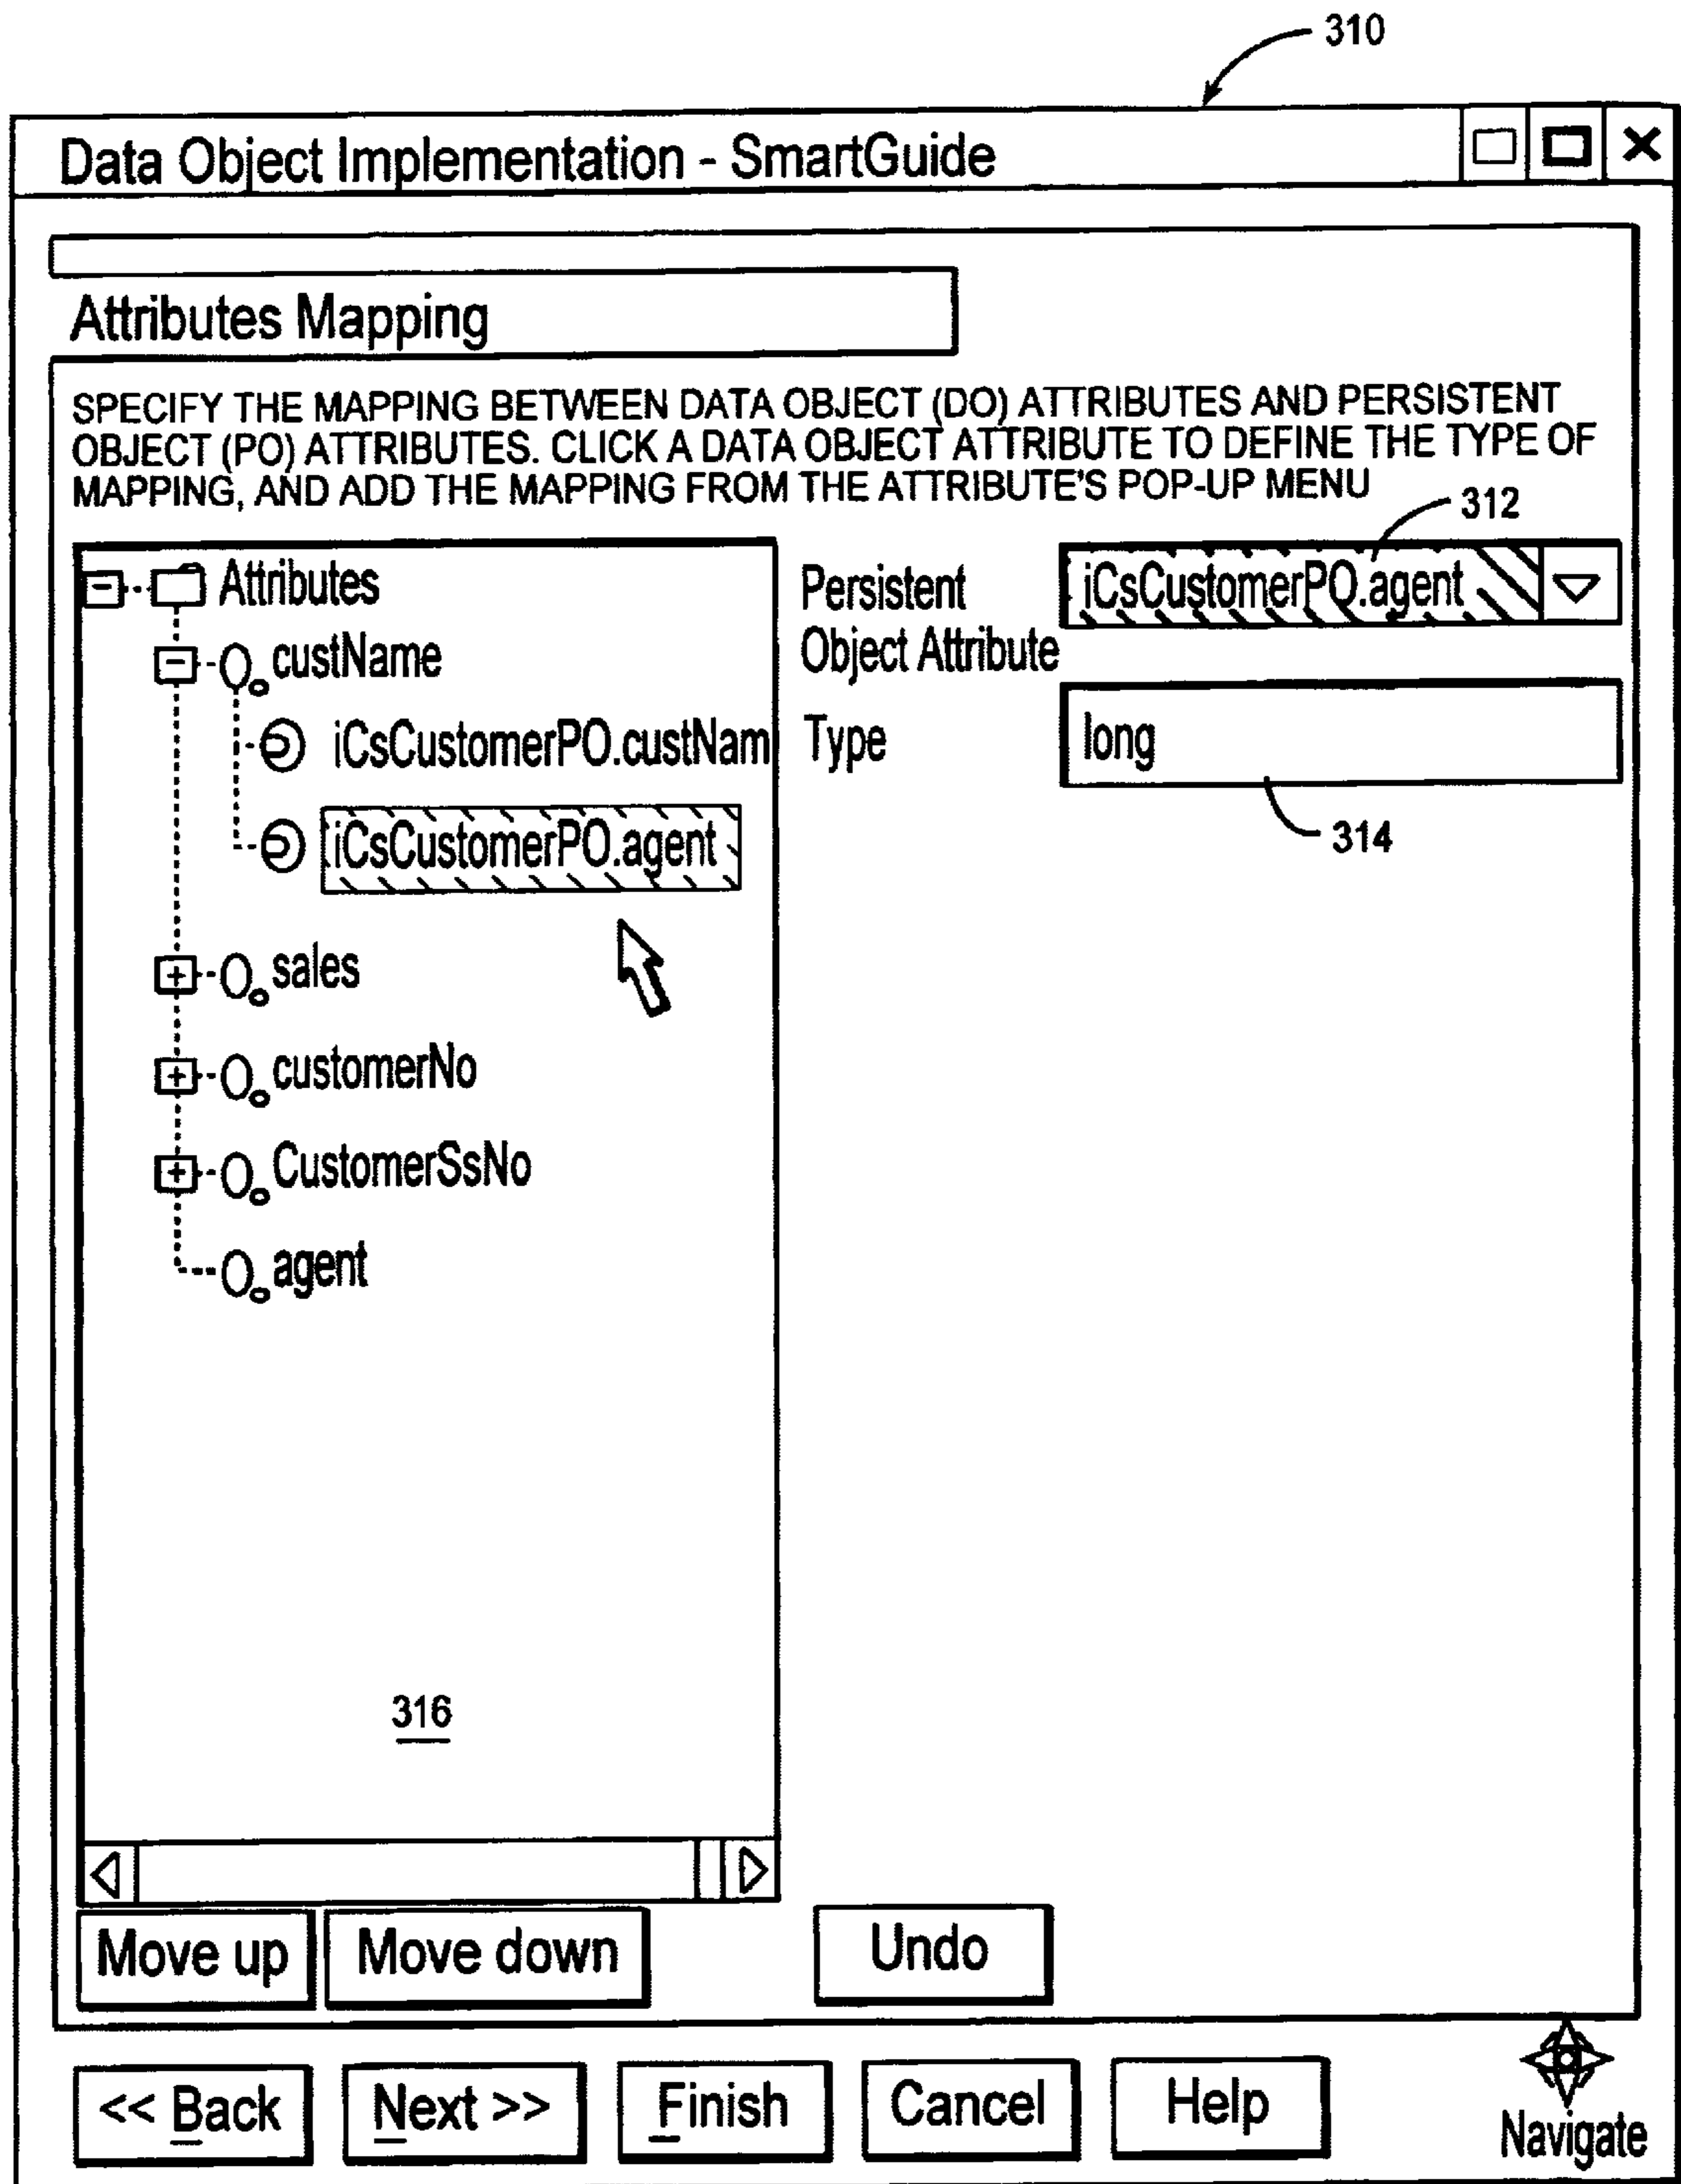 310
Data Object Implementation - SmartGuide
Attributes Mapping
SPECIFY THE MAPPING BETWEEN DATA OBJECT (DO) ATTRIBUTES AND PERSISTENT
OBJECT (PO) ATTRIBUTES. CLICK A DATA OBJECT ATTRIBUTE TO DEFINE THE TYPE OF
MAPPING, AND ADD THE MAPPING FROM THE ATTRIBUTE'S POP-UP MENU
312
Attributes
custName
iCsCustomerPO.custNam
iCsCustomerPO.agent
sales
customerNo
CustomerSsNo
agent
316
Persistent
Object Attribute
iCsCustomerPO.agent
Type
long
314
Move up
Move down
Undo
<< Back
Next >>
Finish
Cancel
Help
Navigate